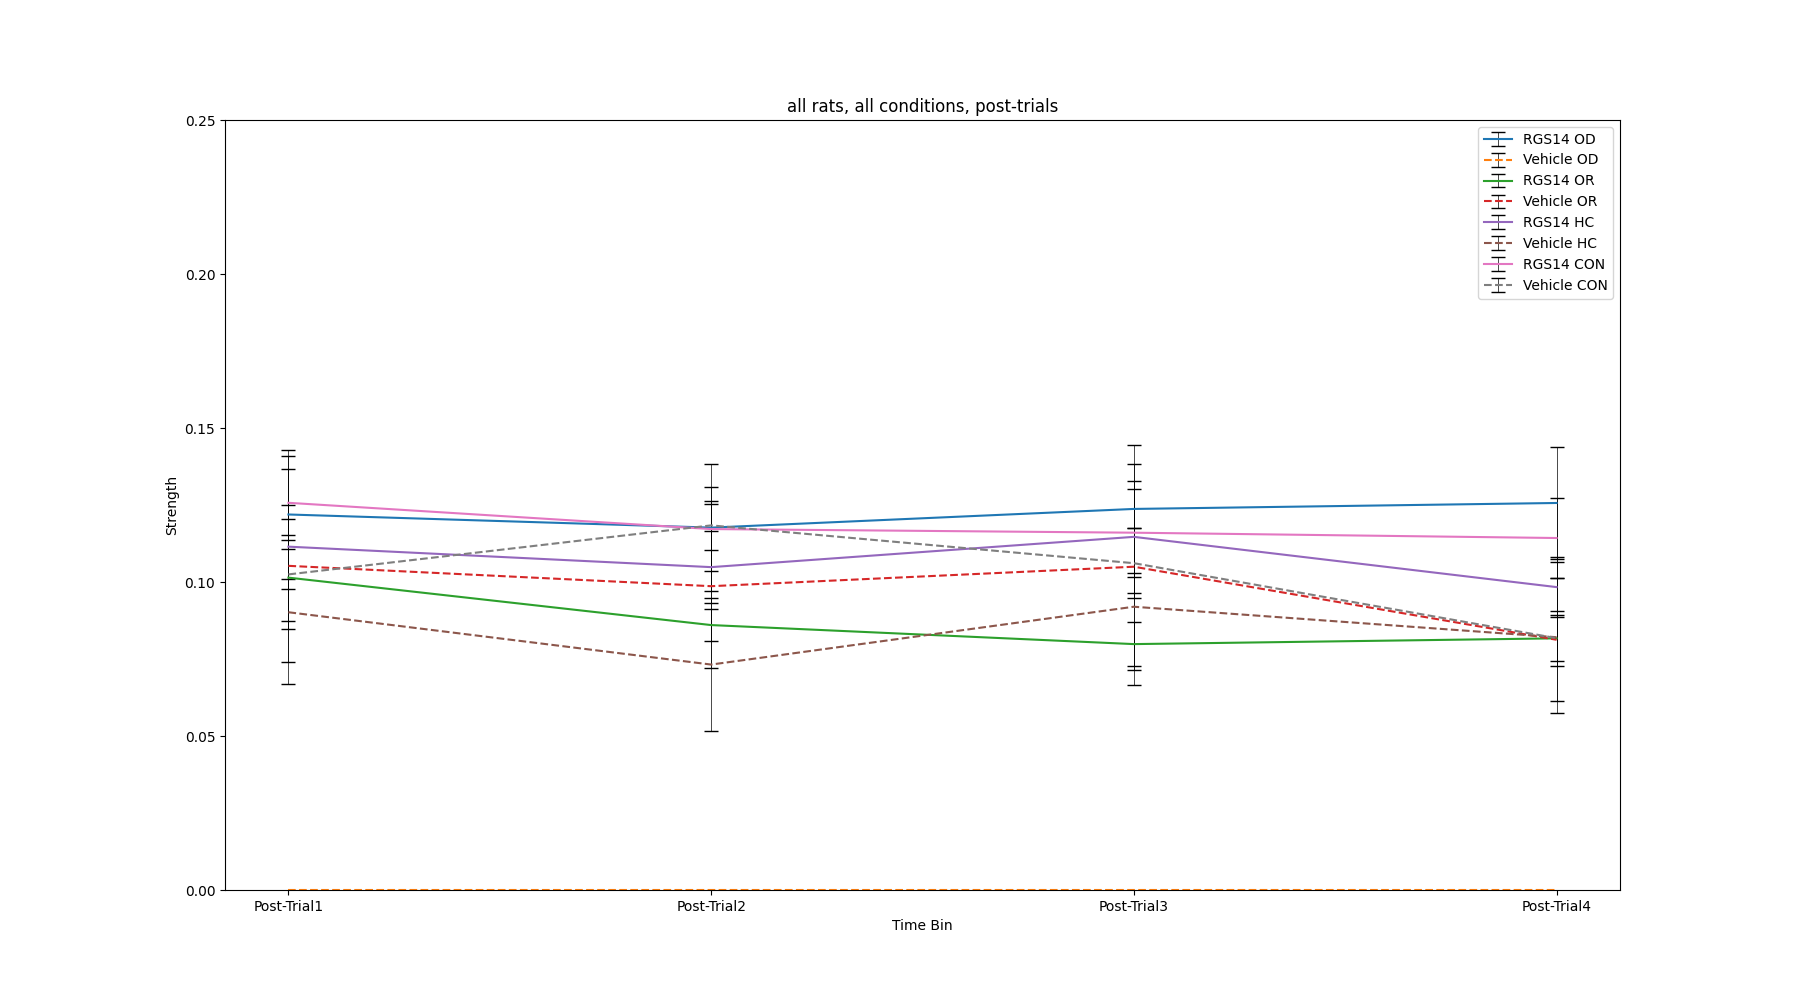 all rats, all conditions, post-trials
0.25
0.20
0.15
0.10
0.05
0.00
Strength
RGS14 OD
Vehicle OD
RGS14 OR
Vehicle OR
RGS14 HC
Vehicle HC
RGS14 CON
Vehicle CON
Post-Trial1
Post-Trial2
Post-Trial3
Post-Trial4
Time Bin